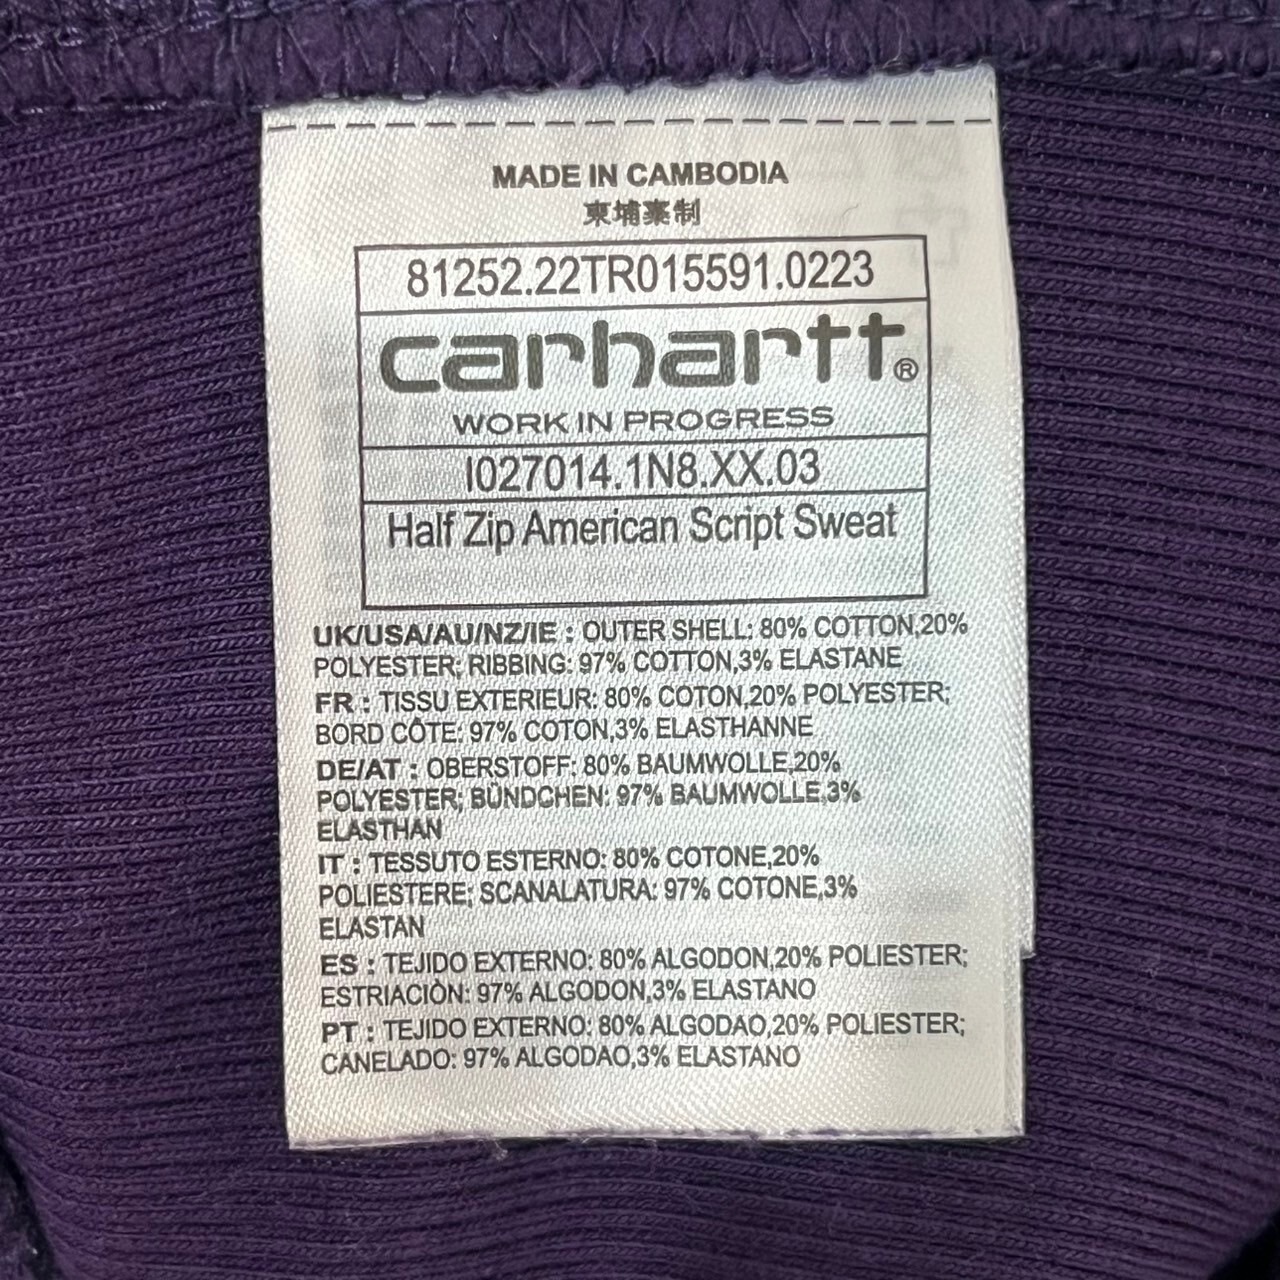 MADE IN CAMBODIA
柬埔寨制
81252.22TR015591.0223
carhartt®
WORK IN PROGRESS
I027014.1N8.XX.03
Half Zip American Script Sweat
UK/USA/AU/NZ/IE : OUTER SHELL: 80% COTTON,20%
POLYESTER; RIBBING: 97% COTTON,3% ELASTANE
FR : TISSU EXTERIEUR: 80% COTON,20% POLYESTER;
BORD CÔTE: 97% COTON,3% ELASTHANNE
DE/AT : OBERSTOFF: 80% BAUMWOLLE,20%
POLYESTER; BÜNDCHEN: 97% BAUMWOLLE,3%
ELASTHAN
IT : TESSUTO ESTERNO: 80% COTONE,20%
POLIESTERE; SCANALATURA: 97% COTONE,3%
ELASTAN
ES : TEJIDO EXTERNO: 80% ALGODON,20% POLIESTER;
ESTRIACIÒN: 97% ALGODON,3% ELASTANO
PT : TEJIDO EXTERNO: 80% ALGODAO,20% POLIESTER;
CANELADO: 97% ALGODAO,3% ELASTANO